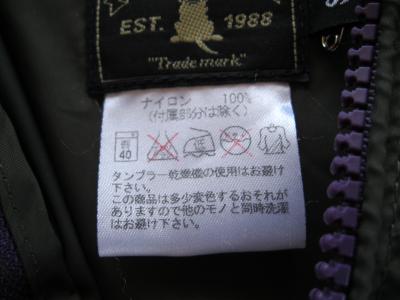 EST. 1988
"Trade mark"
ナイロン 100%
(付属部分は除く)
40
低
タンブラー乾燥機の使用はお避け
下さい。
この商品は多少変色するおそれが
ありますので他のモノと同時洗濯
はお避け下さい。